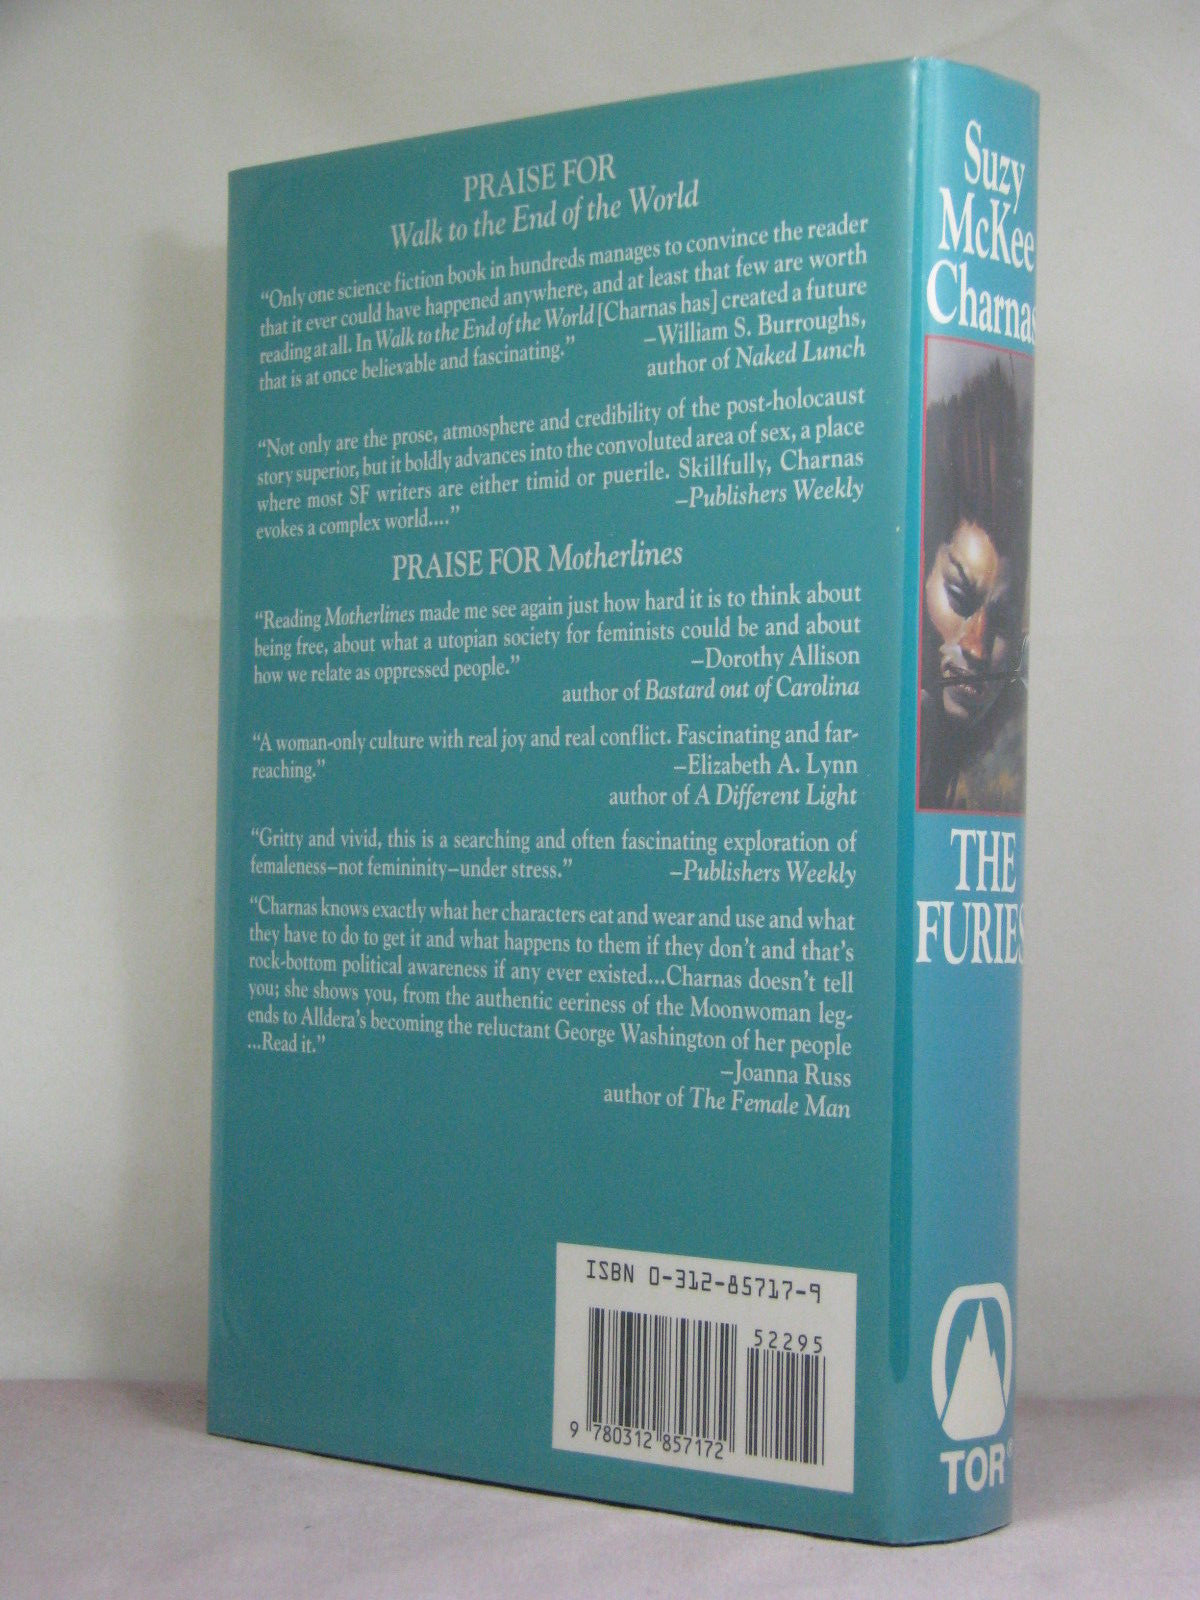 PRAISE FOR
Walk to the End of the World
“Only one science fiction book in hundreds manages to convince the reader
that it ever could have happened anywhere, and at least that few are worth
reading at all. In Walk to the End of the World [Charnas has] created a future
that is at once believable and fascinating.”
–William S. Burroughs,
author of Naked Lunch
“Not only are the prose, atmosphere and credibility of the post-holocaust
story superior, but it boldly advances into the convoluted area of sex, a place
where most SF writers are either timid or puerile. Skillfully, Charnas
evokes a complex world....”
–Publishers Weekly
PRAISE FOR Motherlines
“Reading Motherlines made me see again just how hard it is to think about
being free, about what a utopian society for feminists could be and about
how we relate as oppressed people.”
–Dorothy Allison
author of Bastard out of Carolina
“A woman-only culture with real joy and real conflict. Fascinating and far-
reaching.”
–Elizabeth A. Lynn
author of A Different Light
“Gritty and vivid, this is a searching and often fascinating exploration of
femaleness–not femininity–under stress.”
–Publishers Weekly
“Charnas knows exactly what her characters eat and wear and use and what
they have to do to get it and what happens to them if they don't and that's
rock-bottom political awareness if any ever existed...Charnas doesn't tell
you; she shows you, from the authentic eeriness of the Moonwoman leg-
ends to Alldera's becoming the reluctant George Washington of her people
...Read it.”
–Joanna Russ
author of The Female Man
ISBN 0-312-85717-9
52295
9 780312 857172
Suzy
McKee
Charnas
THE
FURIES
TOR®